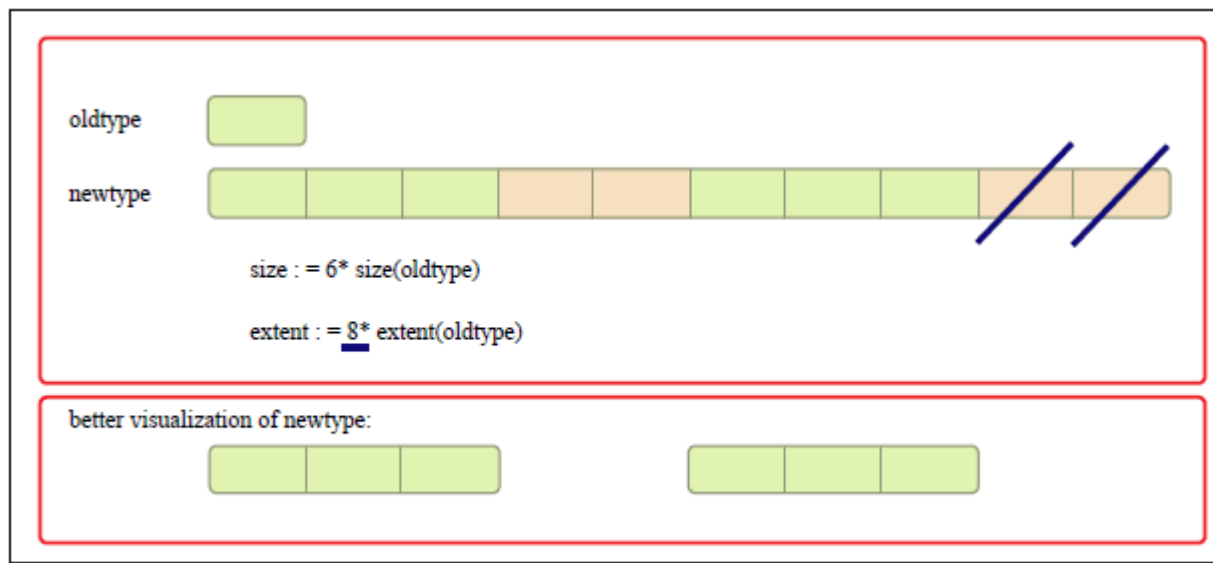 oldtype
newtype
size : = 6* size(oldtype)
extent : = 8* extent(oldtype)
better visualization of newtype: